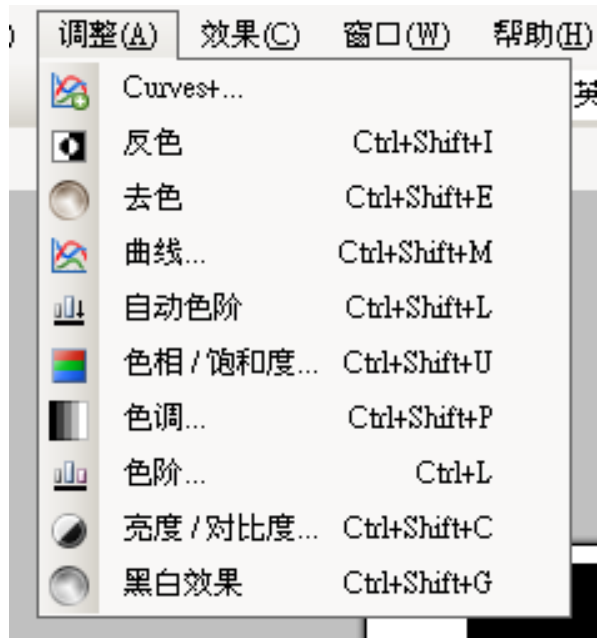 调整(A) 效果(C) 窗口(W) 帮助(H)
英
Curves+...
反色 Ctrl+Shift+I
去色 Ctrl+Shift+E
曲线... Ctrl+Shift+M
自动色阶 Ctrl+Shift+L
色相 / 饱和度... Ctrl+Shift+U
色调... Ctrl+Shift+P
色阶... Ctrl+L
亮度 / 对比度... Ctrl+Shift+C
黑白效果 Ctrl+Shift+G